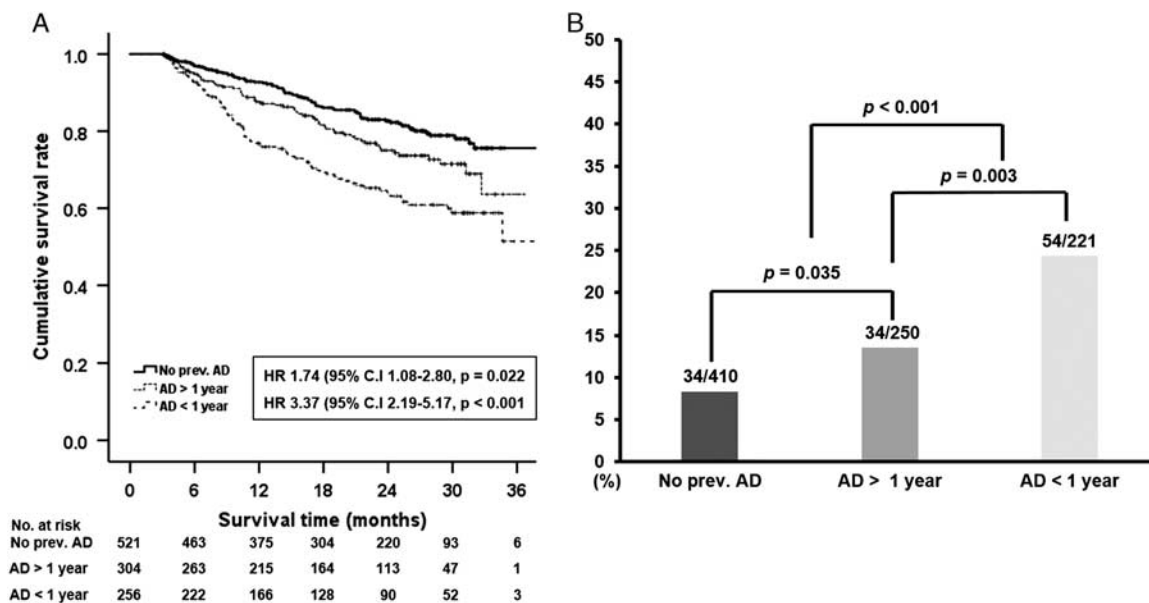 A
1.0
0.8
0.6
0.4
0.2
0.0
Cumulative survival rate
No prev. AD
AD > 1 year
AD < 1 year
HR 1.74 (95% C.I 1.08-2.80, p = 0.022
HR 3.37 (95% C.I 2.19-5.17, p < 0.001
0 6 12 18 24 30 36
Survival time (months)
No. at risk
No prev. AD 521 463 375 304 220 93 6
AD > 1 year 304 263 215 164 113 47 1
AD < 1 year 256 222 166 128 90 52 3
B
50
45
40
35
30
25
20
15
10
5
0
(%)
p < 0.001
p = 0.003
p = 0.035
34/410
34/250
54/221
No prev. AD AD > 1 year AD < 1 year